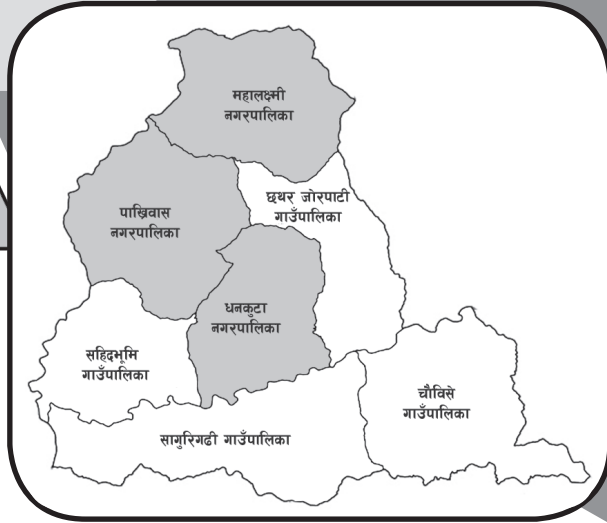 महालक्ष्मी
नगरपालिका
छथर जोरपाटी
गाउँपालिका
पाख्रिवास
नगरपालिका
धनकुटा
नगरपालिका
सहिदभूमि
गाउँपालिका
चौविसे
गाउँपालिका
सागुरिगढी गाउँपालिका